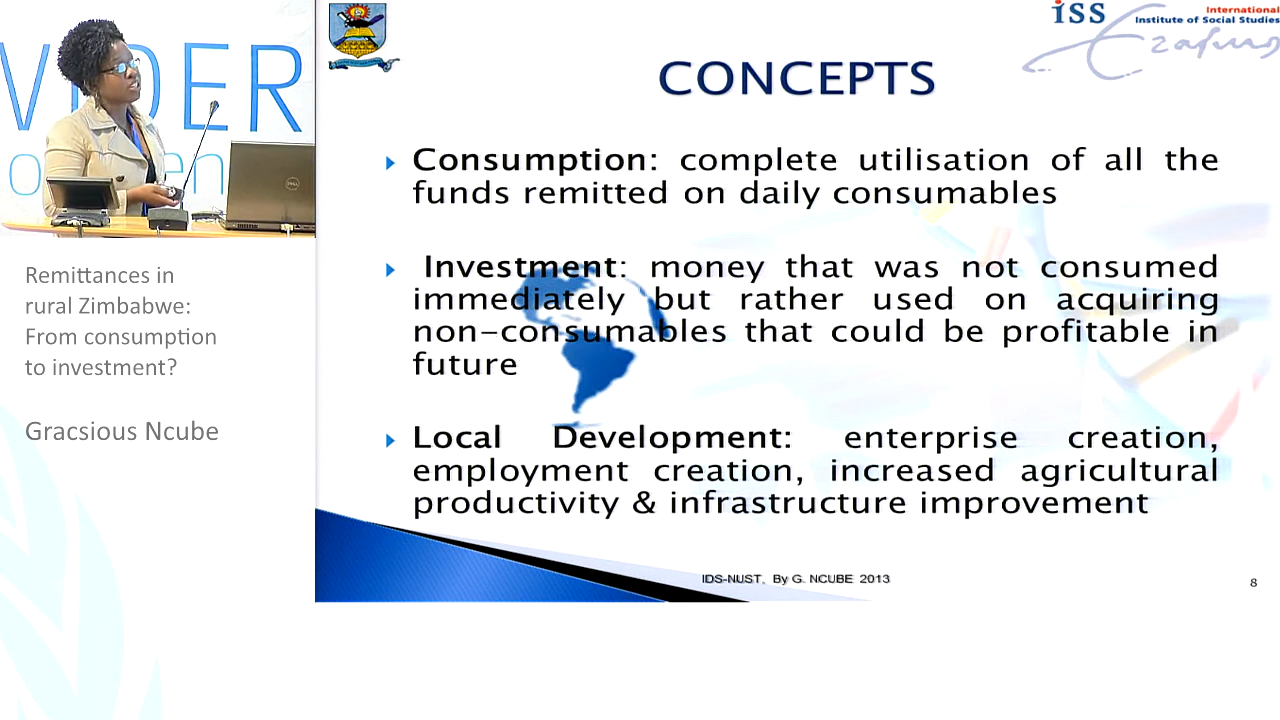 WIDER
Remittances in
rural Zimbabwe:
From consumption
to investment?
Gracsious Ncube
iSS
International
Institute of Social Studies
Erasmus
CONCEPTS
Consumption: complete utilisation of all the
funds remitted on daily consumables
Investment: money that was not consumed
immediately but rather used on acquiring
non-consumables that could be profitable in
future
Local Development: enterprise creation,
employment creation, increased agricultural
productivity & infrastructure improvement
IDS-NUST. By G. NCUBE 2013
8
DELL